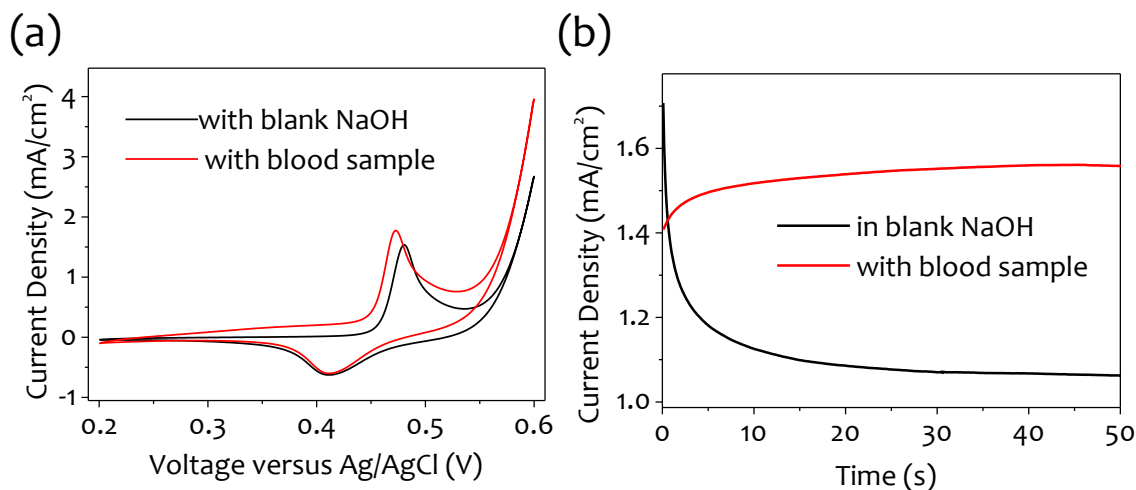 (a)
Current Density (mA/cm²)
4
3
2
1
0
-1
with blank NaOH
with blood sample
0.2 0.3 0.4 0.5 0.6
Voltage versus Ag/AgCl (V)
(b)
Current Density (mA/cm²)
1.6
1.4
1.2
1.0
in blank NaOH
with blood sample
0 10 20 30 40 50
Time (s)